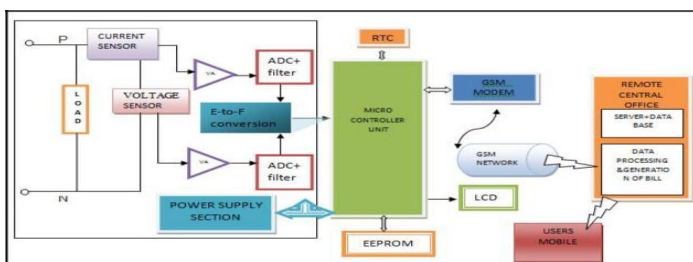 P
CURRENT
SENSOR
LOAD
VOLTAGE
SENSOR
VA
ADC+
filter
E-to-F
conversion
VA
ADC+
filter
N
POWER SUPPLY
SECTION
RTC
MICRO
CONTROLLER
UNIT
EEPROM
GSM
MODEM
GSM
NETWORK
LCD
REMOTE
CENTRAL
OFFICE
SERVER+DATA
BASE
DATA
PROCESSING
&GENERATIO
N OF BILL
USERS
MOBILE